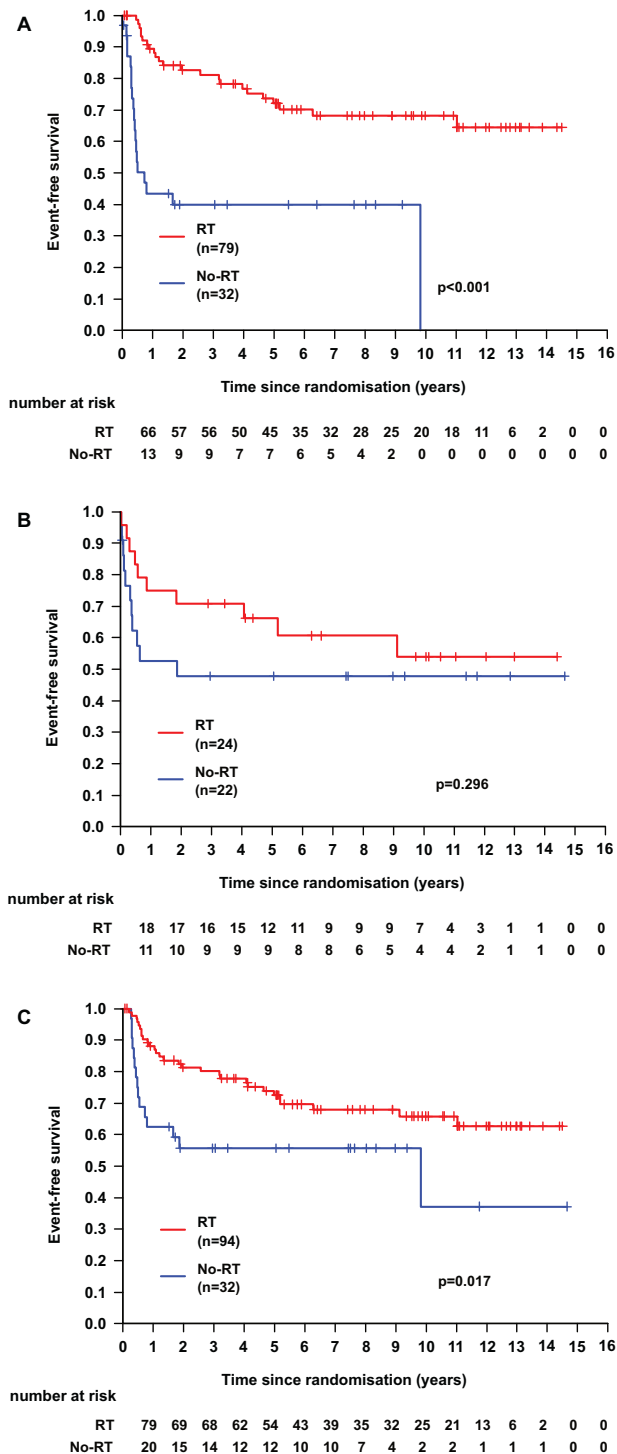 A
1.0
0.9
0.8
0.7
0.6
0.5
0.4
0.3
0.2
0.1
0.0
Event-free survival
RT
(n=79)
No-RT
(n=32)
p<0.001
0 1 2 3 4 5 6 7 8 9 10 11 12 13 14 15 16
Time since randomisation (years)
number at risk
RT 66 57 56 50 45 35 32 28 25 20 18 11 6 2 0 0
No-RT 13 9 9 7 7 6 5 4 2 0 0 0 0 0 0 0
B
1.0
0.9
0.8
0.7
0.6
0.5
0.4
0.3
0.2
0.1
0.0
Event-free survival
RT
(n=24)
No-RT
(n=22)
p=0.296
0 1 2 3 4 5 6 7 8 9 10 11 12 13 14 15 16
Time since randomisation (years)
number at risk
RT 18 17 16 15 12 11 9 9 9 7 4 3 1 1 0 0
No-RT 11 10 9 9 9 8 8 6 5 4 4 2 1 1 0 0
C
1.0
0.9
0.8
0.7
0.6
0.5
0.4
0.3
0.2
0.1
0.0
Event-free survival
RT
(n=94)
No-RT
(n=32)
p=0.017
0 1 2 3 4 5 6 7 8 9 10 11 12 13 14 15 16
Time since randomisation (years)
number at risk
RT 79 69 68 62 54 43 39 35 32 25 21 13 6 2 0 0
No-RT 20 15 14 12 12 10 10 7 4 2 2 1 1 1 0 0